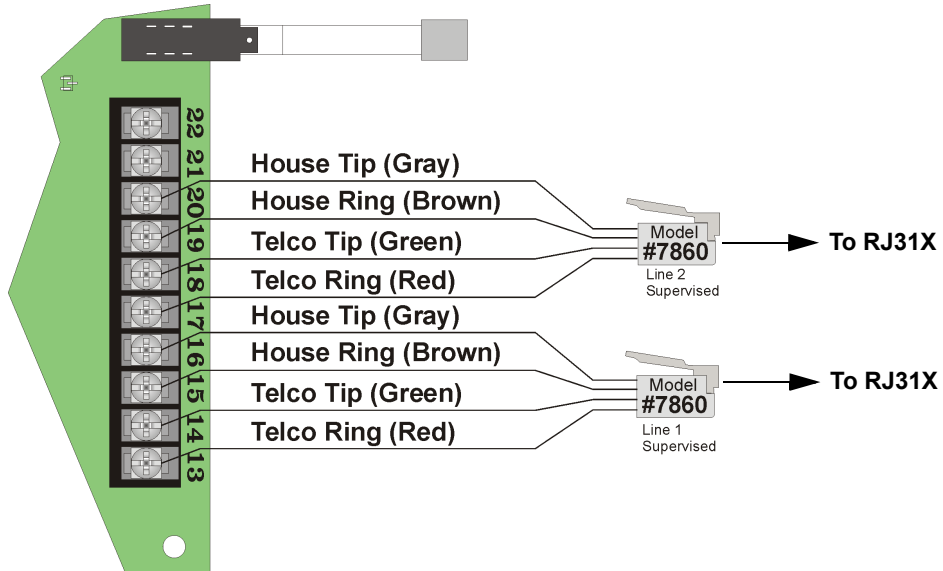 22
21
20
19
18
17
16
15
14
13
House Tip (Gray)
House Ring (Brown)
Telco Tip (Green)
Telco Ring (Red)
House Tip (Gray)
House Ring (Brown)
Telco Tip (Green)
Telco Ring (Red)
Model
#7860
Line 2
Supervised
To RJ31X
Model
#7860
Line 1
Supervised
To RJ31X